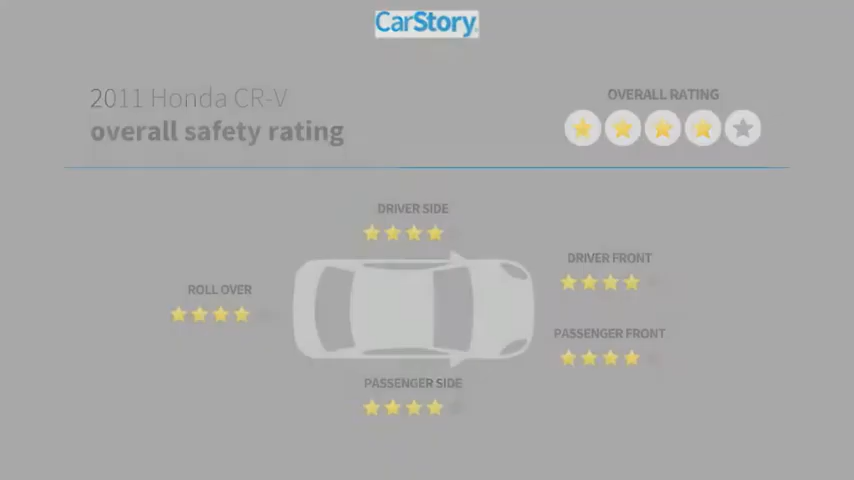 CarStory
2011 Honda CR-V
overall safety rating
OVERALL RATING
DRIVER SIDE
DRIVER FRONT
ROLL OVER
PASSENGER FRONT
PASSENGER SIDE